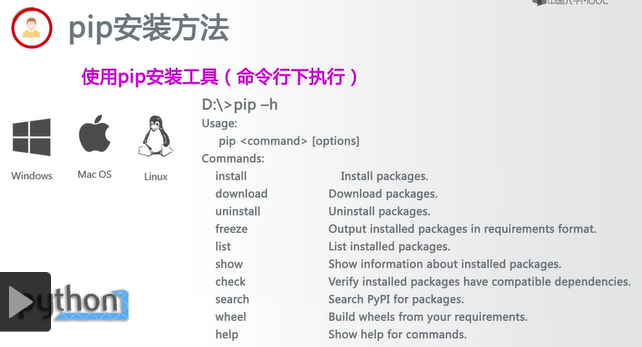 中国大学MOOC
pip安装方法
使用pip安装工具（命令行下执行）
D:\>pip –h
Usage:
pip <command> [options]
Commands:
install Install packages.
download Download packages.
uninstall Uninstall packages.
freeze Output installed packages in requirements format.
list List installed packages.
show Show information about installed packages.
check Verify installed packages have compatible dependencies.
search Search PyPI for packages.
wheel Build wheels from your requirements.
help Show help for commands.
Windows
Mac OS
Linux
python